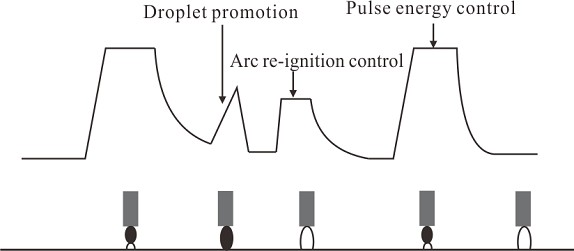 Pulse energy control
Droplet promotion
Arc re-ignition control